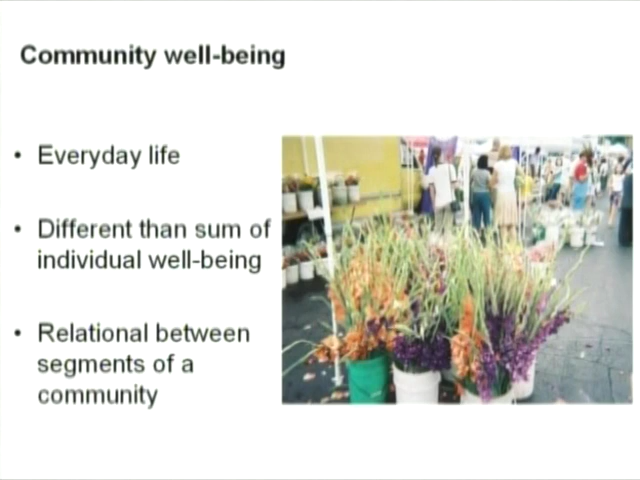 Community well-being
• Everyday life
• Different than sum of
individual well-being
• Relational between
segments of a
community